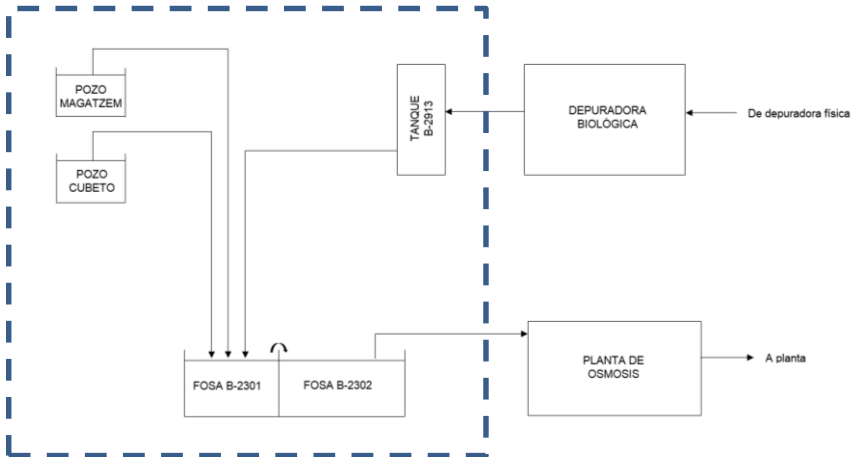 POZO
MAGATZEM
POZO
CUBETO
TANQUE
B-2913
DEPURADORA
BIOLÓGICA
De depuradora física
FOSA B-2301
FOSA B-2302
PLANTA DE
OSMOSIS
A planta